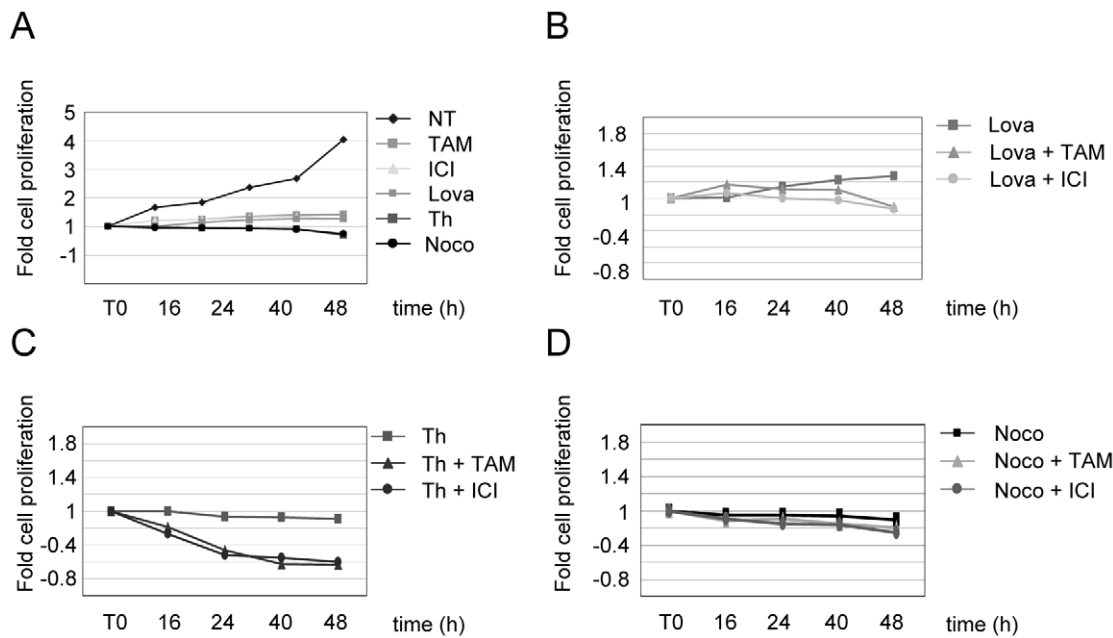 A
Fold cell proliferation
5
4
3
2
1
-1
T0 16 24 40 48 time (h)
NT
TAM
ICI
Lova
Th
Noco
B
Fold cell proliferation
1.8
1.4
1
-0.4
-0.8
T0 16 24 40 48 time (h)
Lova
Lova + TAM
Lova + ICI
C
Fold cell proliferation
1.8
1.4
1
-0.4
-0.8
T0 16 24 40 48 time (h)
Th
Th + TAM
Th + ICI
D
Fold cell proliferation
1.8
1.4
1
-0.4
-0.8
T0 16 24 40 48 time (h)
Noco
Noco + TAM
Noco + ICI